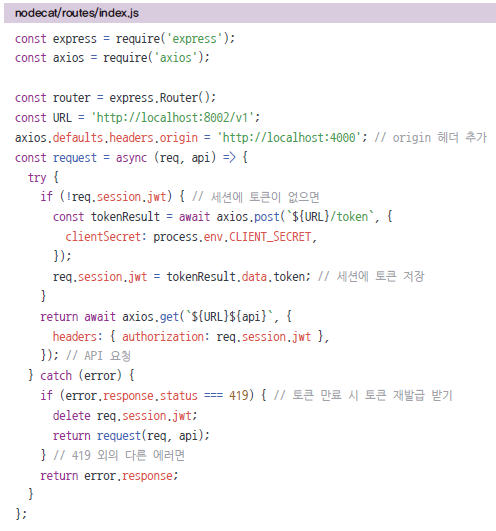 nodecat/routes/index.js
const express = require('express');
const axios = require('axios');
const router = express.Router();
const URL = 'http://localhost:8002/v1';
axios.defaults.headers.origin = 'http://localhost:4000'; // origin 헤더 추가
const request = async (req, api) => {
  try {
    if (!req.session.jwt) { // 세션에 토큰이 없으면
      const tokenResult = await axios.post(`${URL}/token`, {
        clientSecret: process.env.CLIENT_SECRET,
      });
      req.session.jwt = tokenResult.data.token; // 세션에 토큰 저장
    }
    return await axios.get(`${URL}${api}`, {
      headers: { authorization: req.session.jwt },
    }); // API 요청
  } catch (error) {
    if (error.response.status === 419) { // 토큰 만료 시 토큰 재발급 받기
      delete req.session.jwt;
      return request(req, api);
    } // 419 외의 다른 에러면
    return error.response;
  }
};